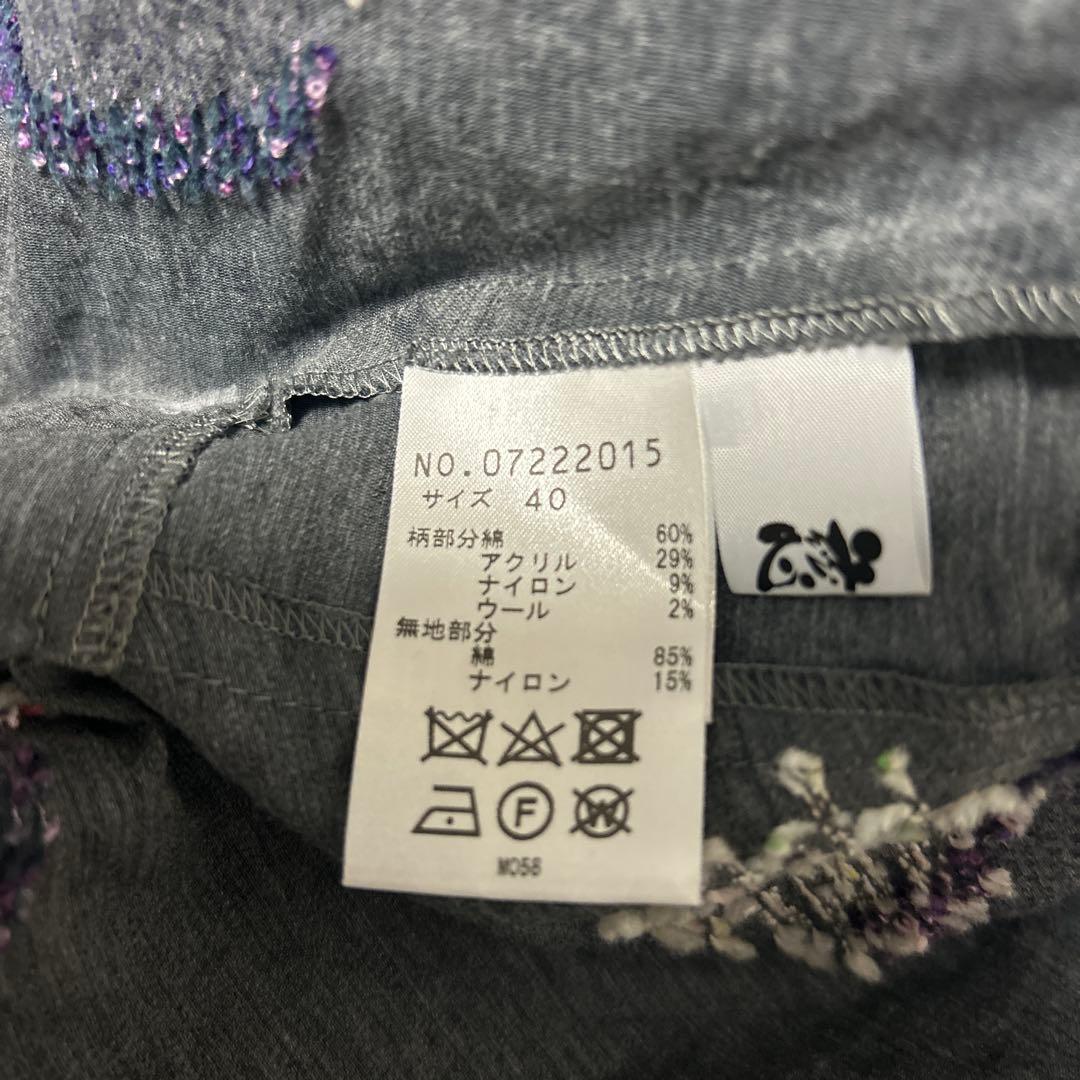 NO.07222015
サイズ 40
柄部分綿 60%
アクリル 29%
ナイロン 9%
ウール 2%
無地部分
綿 85%
ナイロン 15%
F
W
M058